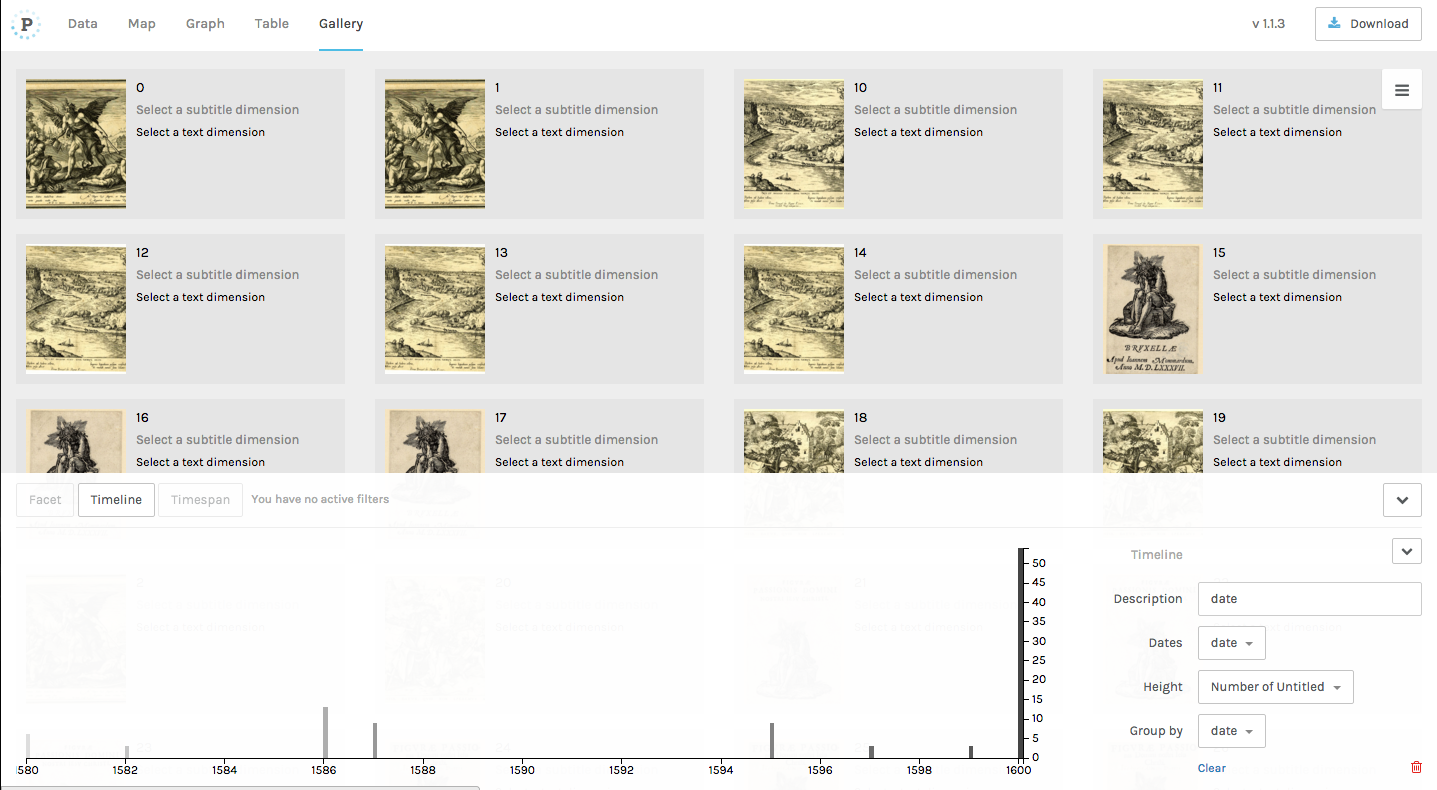 P Data Map Graph Table Gallery v 1.1.3 Download
0 1 10 11
Select a subtitle dimension Select a subtitle dimension Select a subtitle dimension Select a subtitle dimension
Select a text dimension Select a text dimension Select a text dimension Select a text dimension
12 13 14 15
Select a subtitle dimension Select a subtitle dimension Select a subtitle dimension Select a subtitle dimension
Select a text dimension Select a text dimension Select a text dimension Select a text dimension
BRVXELLÆ
Apud Ioannem Mommardum,
Anno M. D. LXXXVII.
16 17 18 19
Select a subtitle dimension Select a subtitle dimension Select a subtitle dimension Select a subtitle dimension
Select a text dimension Select a text dimension Select a text dimension Select a text dimension
Facet Timeline Timespan You have no active filters
Timeline
Description date
Dates date
Height Number of Untitled
Group by date
Clear
50
45
40
35
30
25
20
15
10
5
0
1580 1582 1584 1586 1588 1590 1592 1594 1596 1598 1600
2 20 21
23 24